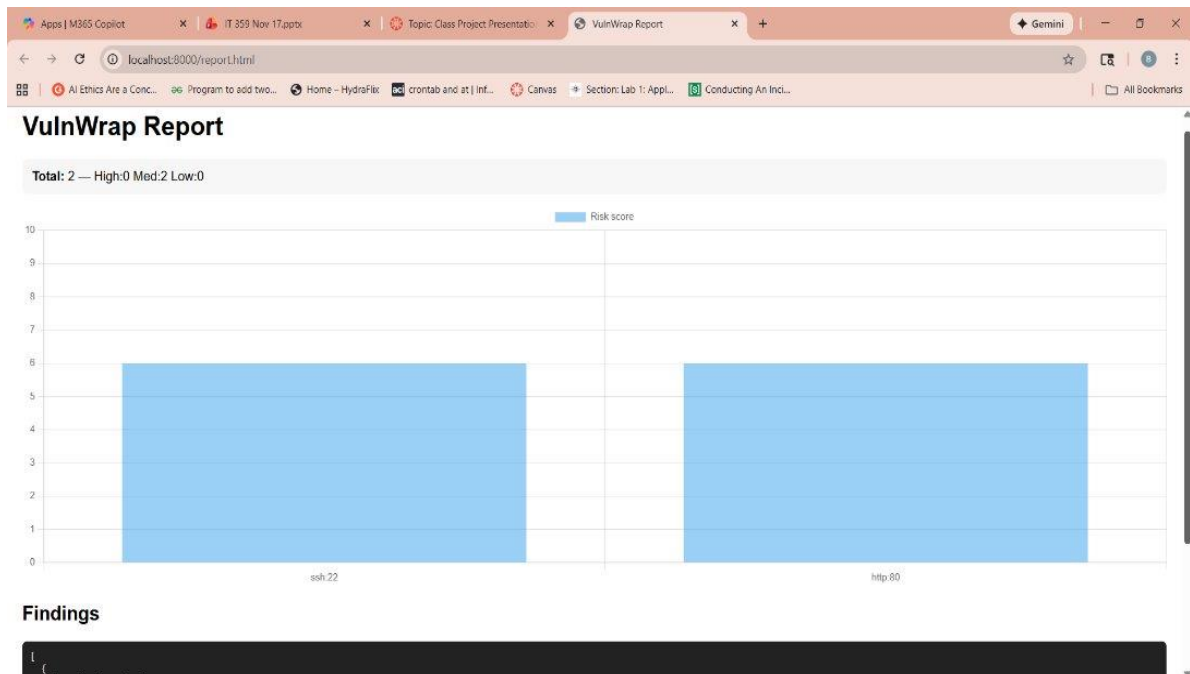 Apps | M365 Copilot
IT 359 Nov 17.pptx
Topic: Class Project Presentatio
VulnWrap Report
Gemini
localhost:8000/report.html
AI Ethics Are a Conc...
Program to add two...
Home – HydraFlix
aci
crontab and at | Inf...
Canvas
Section: Lab 1: Appl...
[S]
Conducting An Inci...
All Bookmarks
VulnWrap Report
Total: 2 — High:0 Med:2 Low:0
Risk score
10
9
8
7
6
5
4
3
2
1
0
ssh:22
http:80
Findings
[
{